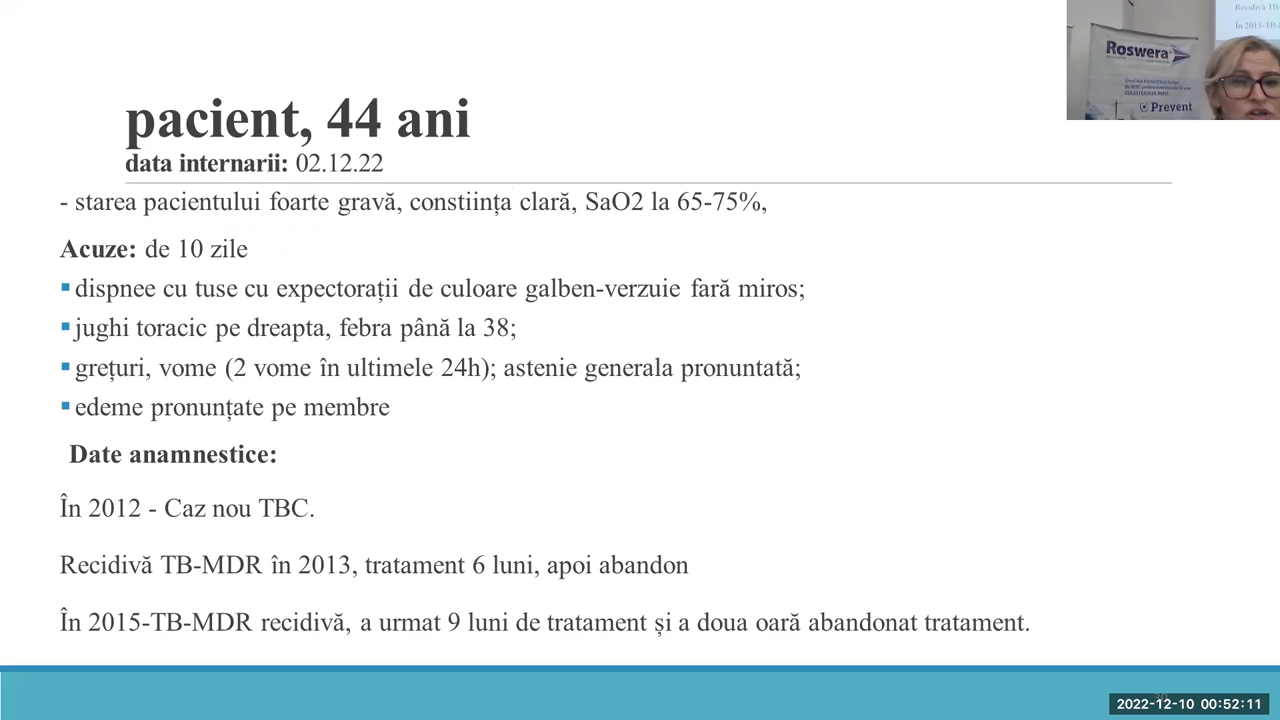 pacient, 44 ani
data internarii: 02.12.22
- starea pacientului foarte gravă, constiința clară, SaO2 la 65-75%,
Acuze: de 10 zile
dispnee cu tuse cu expectorații de culoare galben-verzuie fară miros;
jughi toracic pe dreapta, febra până la 38;
grețuri, vome (2 vome în ultimele 24h); astenie generala pronuntată;
edeme pronunțate pe membre
Date anamnestice:
În 2012 - Caz nou TBC.
Recidivă TB-MDR în 2013, tratament 6 luni, apoi abandon
În 2015-TB-MDR recidivă, a urmat 9 luni de tratament și a doua oară abandonat tratament.
Roswera
Prevent
Recidivă TB
În 2015-TB-
2022-12-10 00:52:11